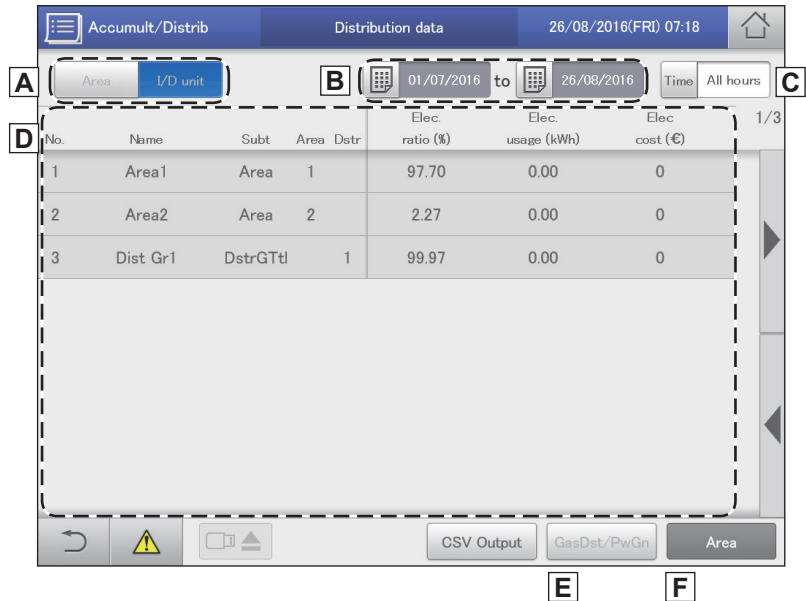 Accumult/Distrib Distribution data 26/08/2016(FRI) 07:18
A Area I/D unit B 01/07/2016 to 26/08/2016 Time All hours C
D Elec. Elec. Elec 1/3
No. Name Subt Area Dstr ratio (%) usage (kWh) cost (€)
1 Area1 Area 1 97.70 0.00 0
2 Area2 Area 2 2.27 0.00 0
3 Dist Gr1 DstrGTtl 1 99.97 0.00 0
CSV Output GasDst/PwGn Area
E F